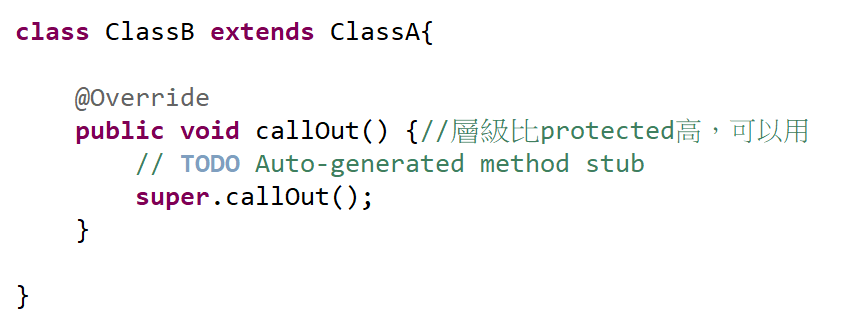 class ClassB extends ClassA{
@Override
public void callOut() {//層級比protected高，可以用
// TODO Auto-generated method stub
super.callOut();
}
}